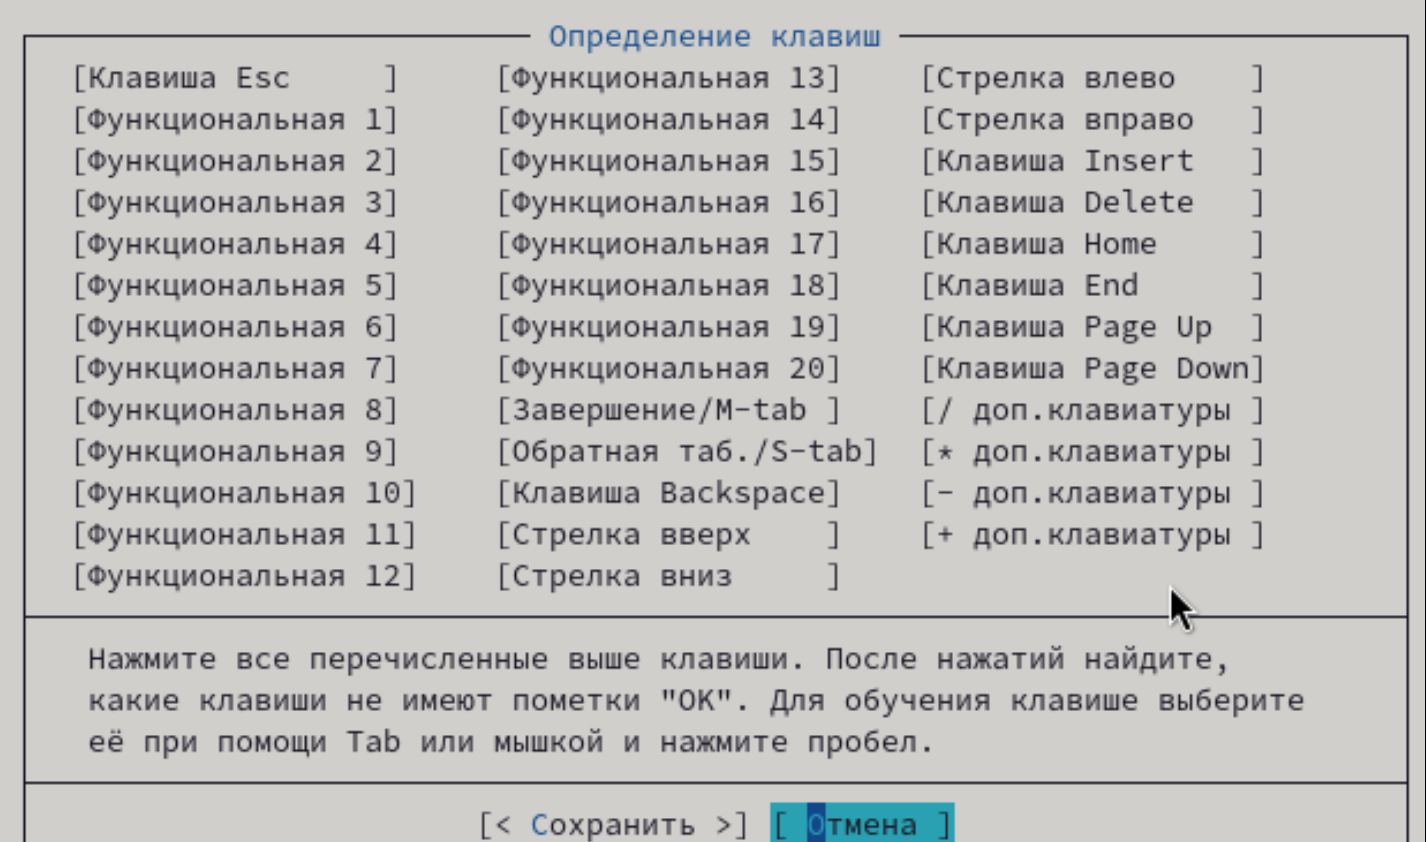 Определение клавиш
[Клавиша Esc ] [Функциональная 13] [Стрелка влево ]
[Функциональная 1] [Функциональная 14] [Стрелка вправо ]
[Функциональная 2] [Функциональная 15] [Клавиша Insert ]
[Функциональная 3] [Функциональная 16] [Клавиша Delete ]
[Функциональная 4] [Функциональная 17] [Клавиша Home ]
[Функциональная 5] [Функциональная 18] [Клавиша End ]
[Функциональная 6] [Функциональная 19] [Клавиша Page Up ]
[Функциональная 7] [Функциональная 20] [Клавиша Page Down]
[Функциональная 8] [Завершение/M-tab ] [/ доп.клавиатуры ]
[Функциональная 9] [Обратная таб./S-tab] [* доп.клавиатуры ]
[Функциональная 10] [Клавиша Backspace] [- доп.клавиатуры ]
[Функциональная 11] [Стрелка вверх ] [+ доп.клавиатуры ]
[Функциональная 12] [Стрелка вниз ]
Нажмите все перечисленные выше клавиши. После нажатий найдите,
какие клавиши не имеют пометки "OK". Для обучения клавише выберите
её при помощи Tab или мышкой и нажмите пробел.
[< Сохранить >] [ Отмена ]